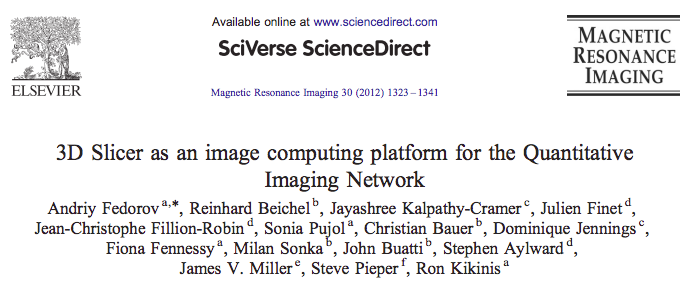 Available online at www.sciencedirect.com
SciVerse ScienceDirect
ELSEVIER
Magnetic Resonance Imaging 30 (2012) 1323–1341
MAGNETIC
RESONANCE
IMAGING
3D Slicer as an image computing platform for the Quantitative
Imaging Network
Andriy Fedorov a,*, Reinhard Beichel b, Jayashree Kalpathy-Cramer c, Julien Finet d,
Jean-Christophe Fillion-Robin d, Sonia Pujol a, Christian Bauer b, Dominique Jennings c,
Fiona Fennessy a, Milan Sonka b, John Buatti b, Stephen Aylward d,
James V. Miller e, Steve Pieper f, Ron Kikinis a